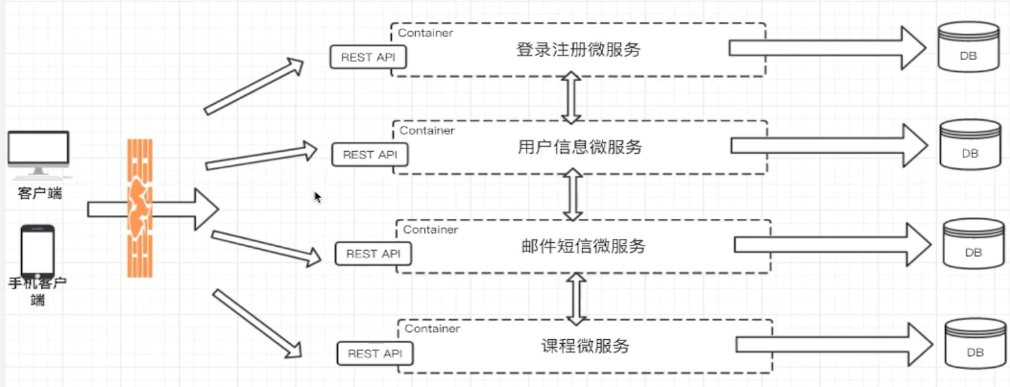 Container
登录注册微服务
REST API
DB
Container
用户信息微服务
REST API
DB
客户端
Container
邮件短信微服务
REST API
DB
手机客户
端
Container
课程微服务
REST API
DB